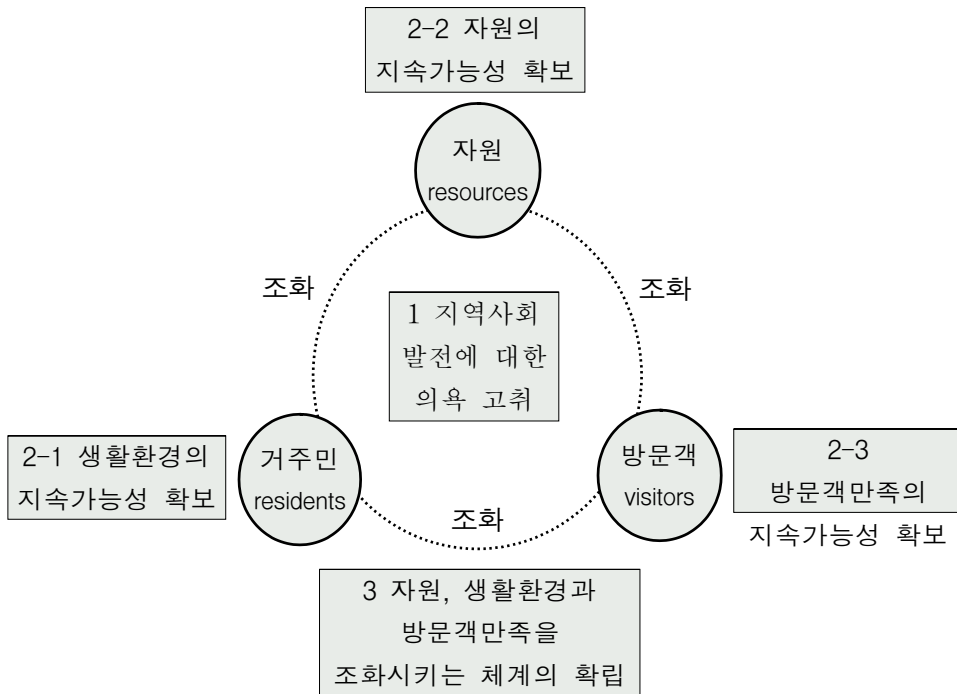 2-2 자원의
지속가능성 확보
자원
resources
조화
조화
1 지역사회
발전에 대한
의욕 고취
2-1 생활환경의
지속가능성 확보
거주민
residents
방문객
visitors
2-3
방문객만족의
지속가능성 확보
조화
3 자원, 생활환경과
방문객만족을
조화시키는 체계의 확립